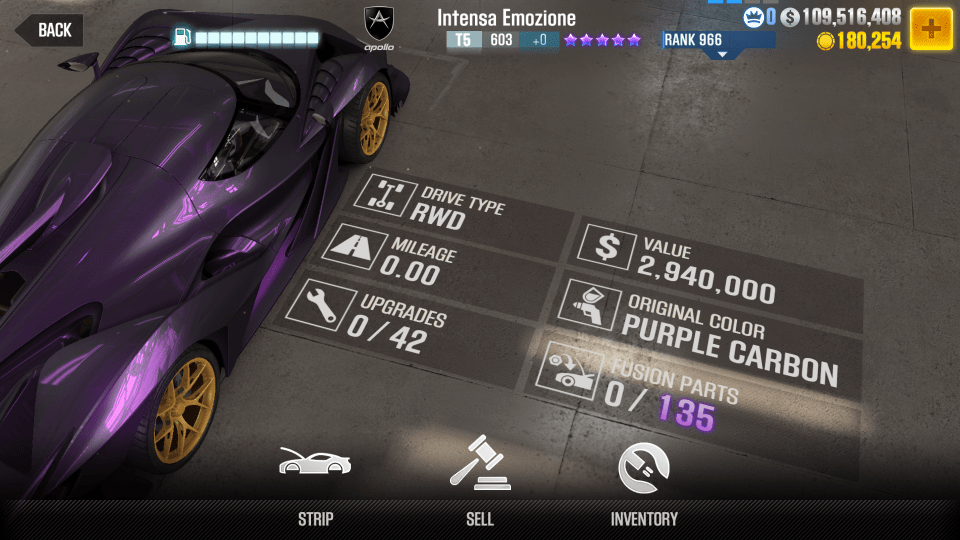 BACK
apollo
Intensa Emozione
T5 603 +0
RANK 966
0 $ 109,516,408
180,254
DRIVE TYPE
RWD
MILEAGE
0.00
UPGRADES
0/42
$ VALUE
2,940,000
ORIGINAL COLOR
PURPLE CARBON
FUSION PARTS
0/135
STRIP
SELL
INVENTORY